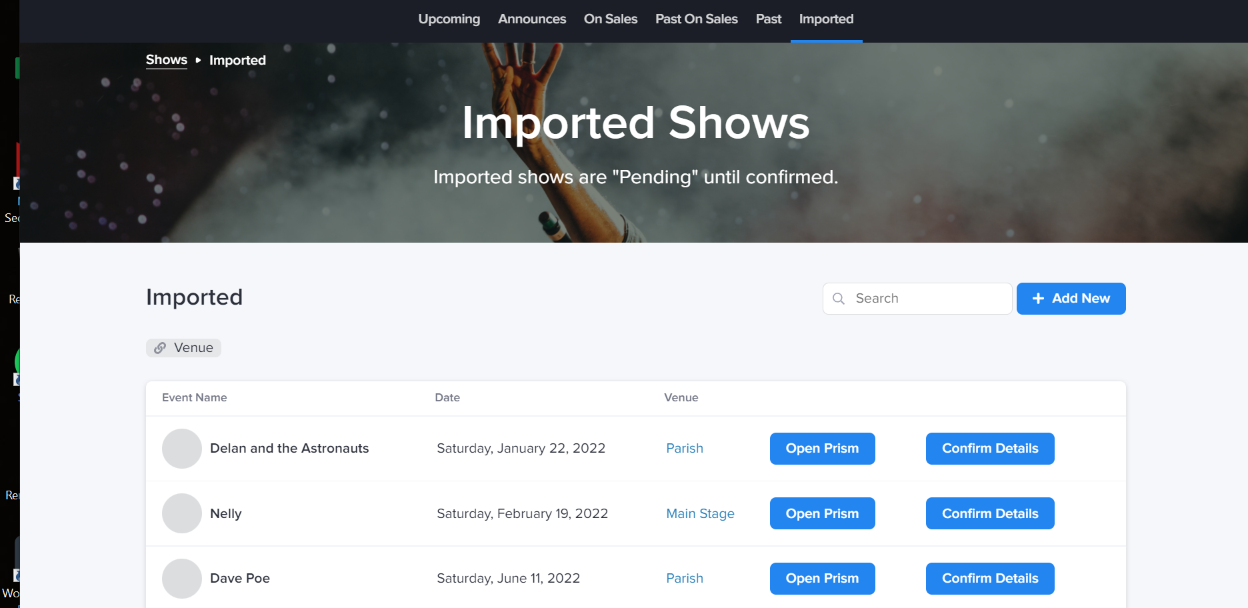 Upcoming Announces On Sales Past On Sales Past Imported
Shows ▸ Imported
Imported Shows
Imported shows are "Pending" until confirmed.
Imported
Search
+ Add New
Venue
Event Name Date Venue
Delan and the Astronauts Saturday, January 22, 2022 Parish Open Prism Confirm Details
Nelly Saturday, February 19, 2022 Main Stage Open Prism Confirm Details
Dave Poe Saturday, June 11, 2022 Parish Open Prism Confirm Details